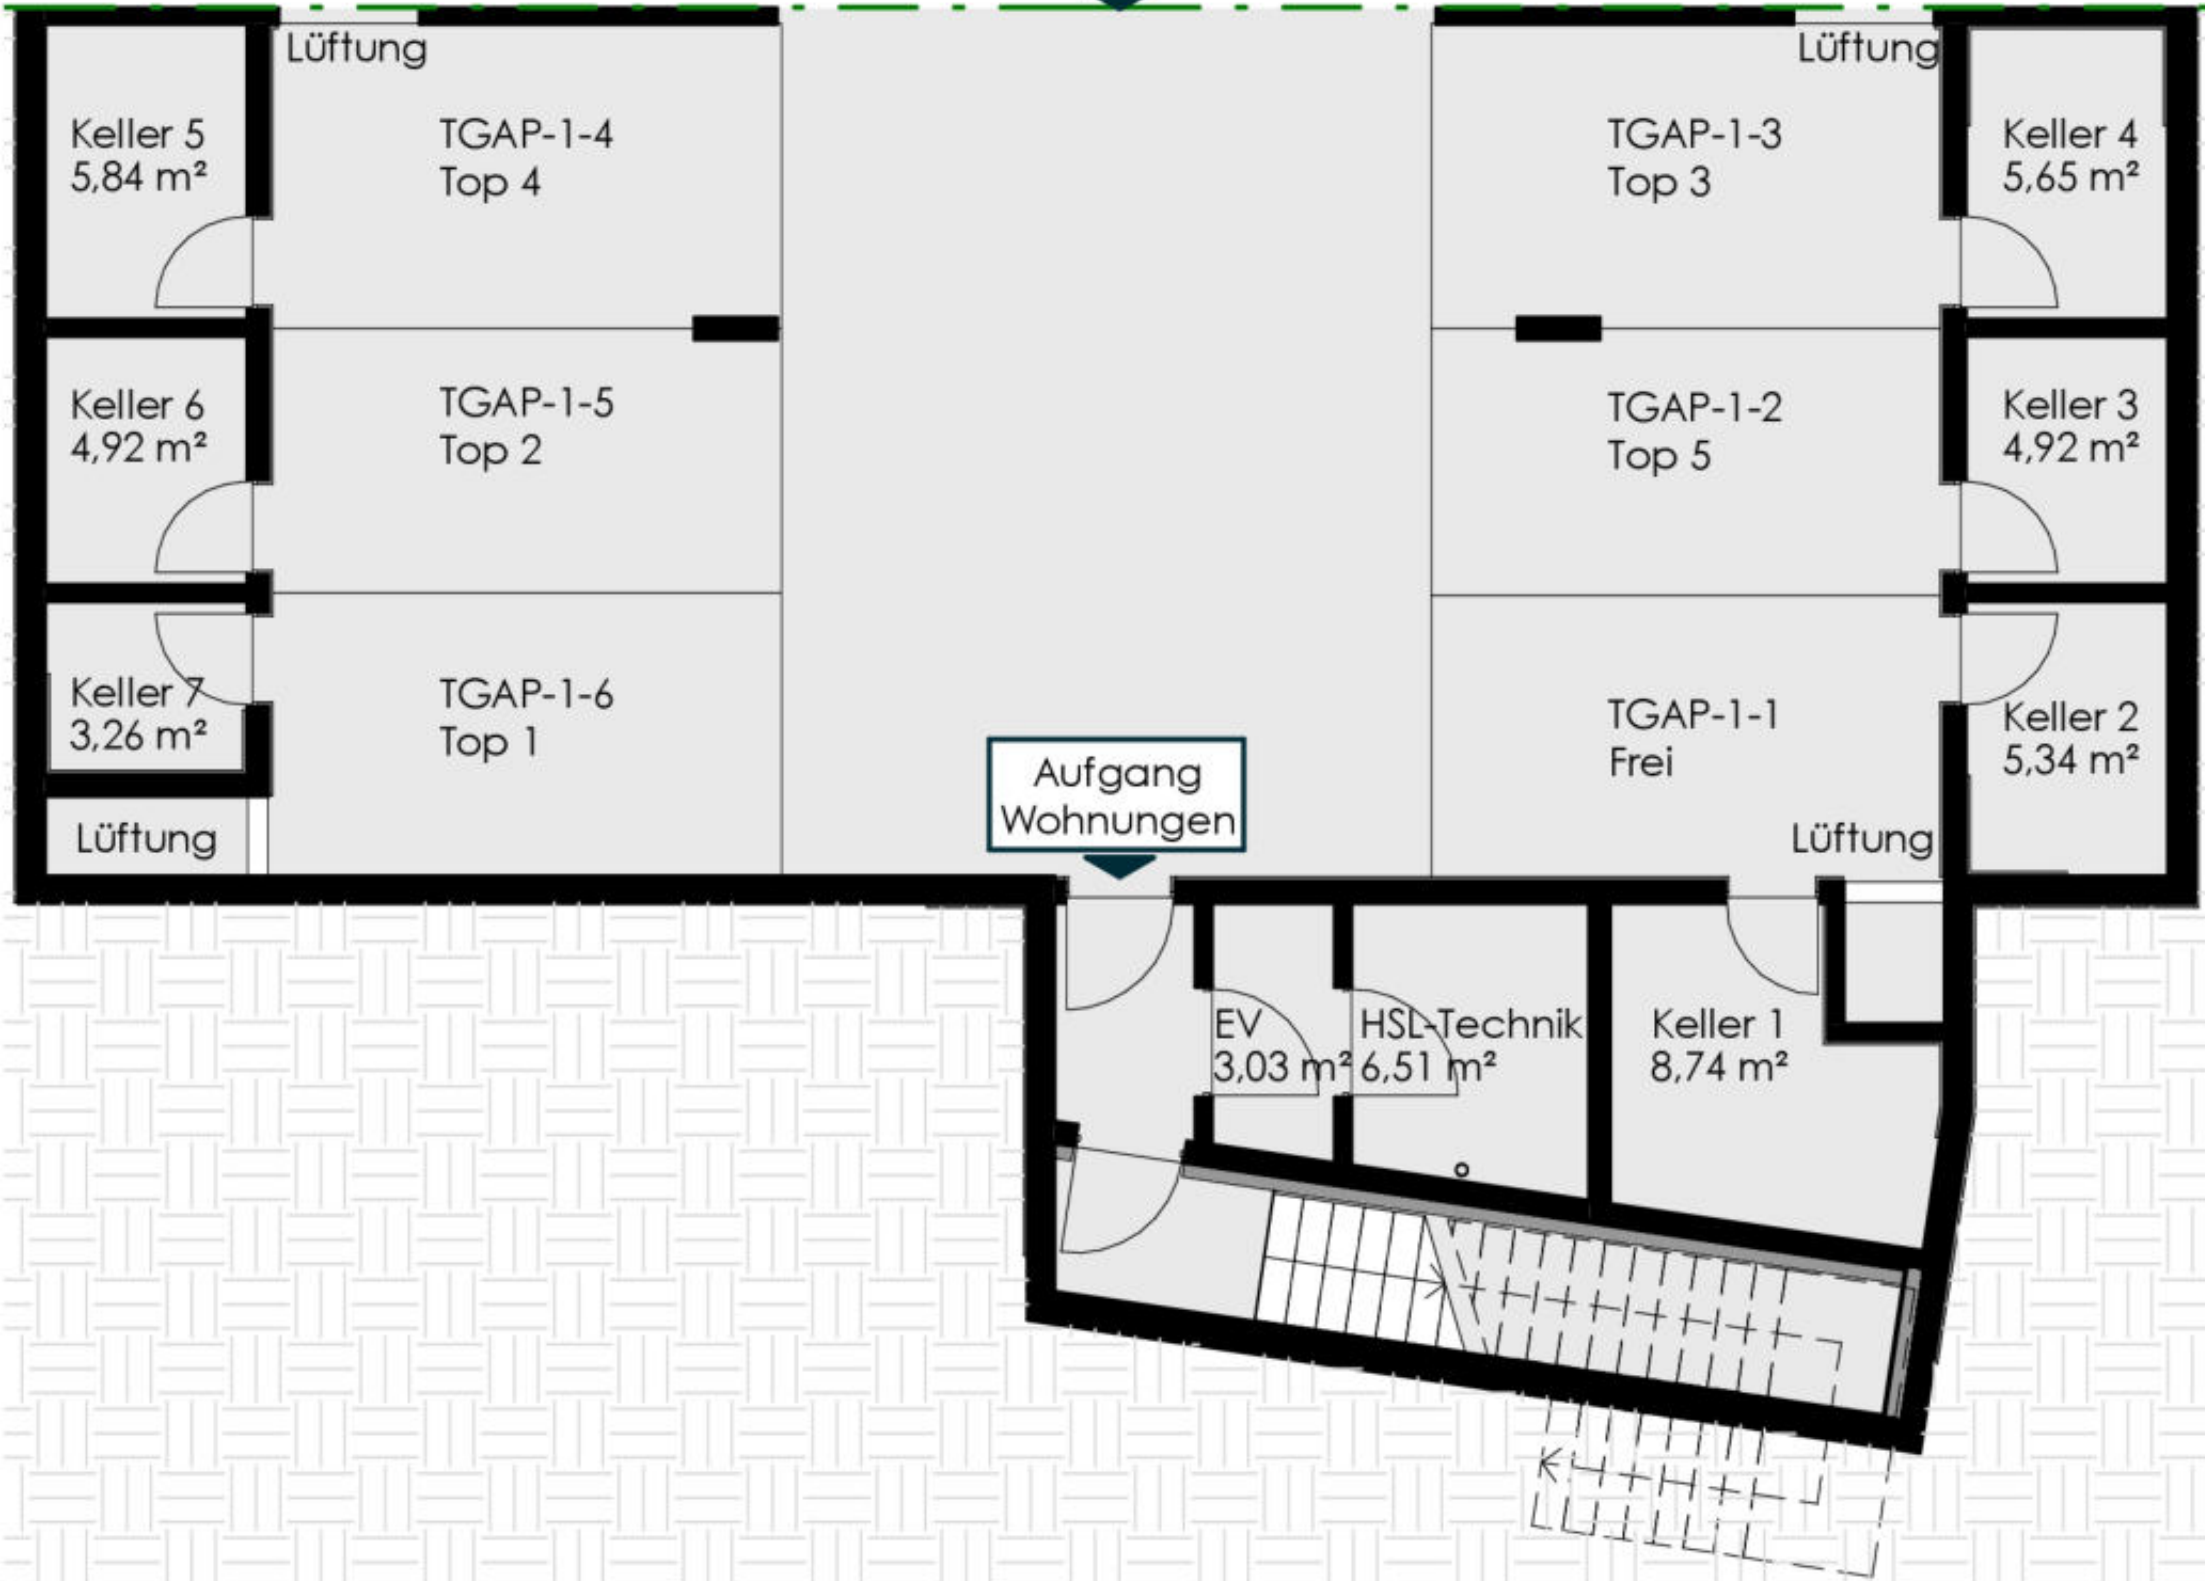 Lüftung
Lüftung
Keller 5
5,84 m²
TGAP-1-4
Top 4
TGAP-1-3
Top 3
Keller 4
5,65 m²
Keller 6
4,92 m²
TGAP-1-5
Top 2
TGAP-1-2
Top 5
Keller 3
4,92 m²
Keller 7
3,26 m²
TGAP-1-6
Top 1
TGAP-1-1
Frei
Keller 2
5,34 m²
Aufgang
Wohnungen
Lüftung
Lüftung
EV
3,03 m²
HSL-Technik
6,51 m²
Keller 1
8,74 m²